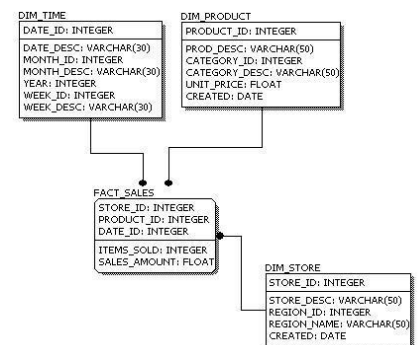 DIM_TIME
DATE_ID: INTEGER
DATE_DESC: VARCHAR(30)
MONTH_ID: INTEGER
MONTH_DESC: VARCHAR(30)
YEAR: INTEGER
WEEK_ID: INTEGER
WEEK_DESC: VARCHAR(30)
DIM_PRODUCT
PRODUCT_ID: INTEGER
PROD_DESC: VARCHAR(50)
CATEGORY_ID: INTEGER
CATEGORY_DESC: VARCHAR(50)
UNIT_PRICE: FLOAT
CREATED: DATE
FACT_SALES
STORE_ID: INTEGER
PRODUCT_ID: INTEGER
DATE_ID: INTEGER
ITEMS_SOLD: INTEGER
SALES_AMOUNT: FLOAT
DIM_STORE
STORE_ID: INTEGER
STORE_DESC: VARCHAR(50)
REGION_ID: INTEGER
REGION_NAME: VARCHAR(50)
CREATED: DATE